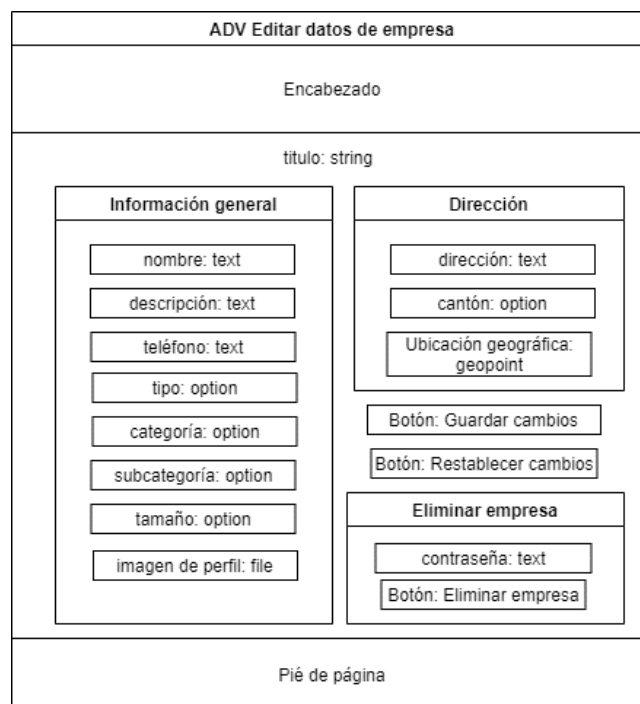 ADV Editar datos de empresa
Encabezado
titulo: string
Información general
nombre: text
descripción: text
teléfono: text
tipo: option
categoría: option
subcategoría: option
tamaño: option
imagen de perfil: file
Dirección
dirección: text
cantón: option
Ubicación geográfica:
geopoint
Botón: Guardar cambios
Botón: Restablecer cambios
Eliminar empresa
contraseña: text
Botón: Eliminar empresa
Pié de página